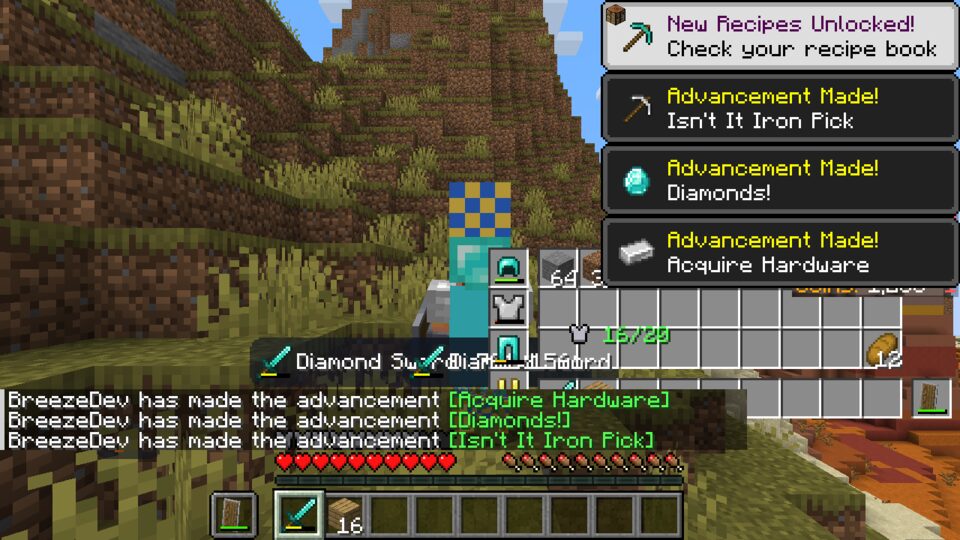 New Recipes Unlocked!
Check your recipe book
Advancement Made!
Isn't It Iron Pick
Advancement Made!
Diamonds!
Advancement Made!
Acquire Hardware
64
16/20
12
Diamond Sword
BreezeDev has made the advancement [Acquire Hardware]
BreezeDev has made the advancement [Diamonds!]
BreezeDev has made the advancement [Isn't It Iron Pick]
16